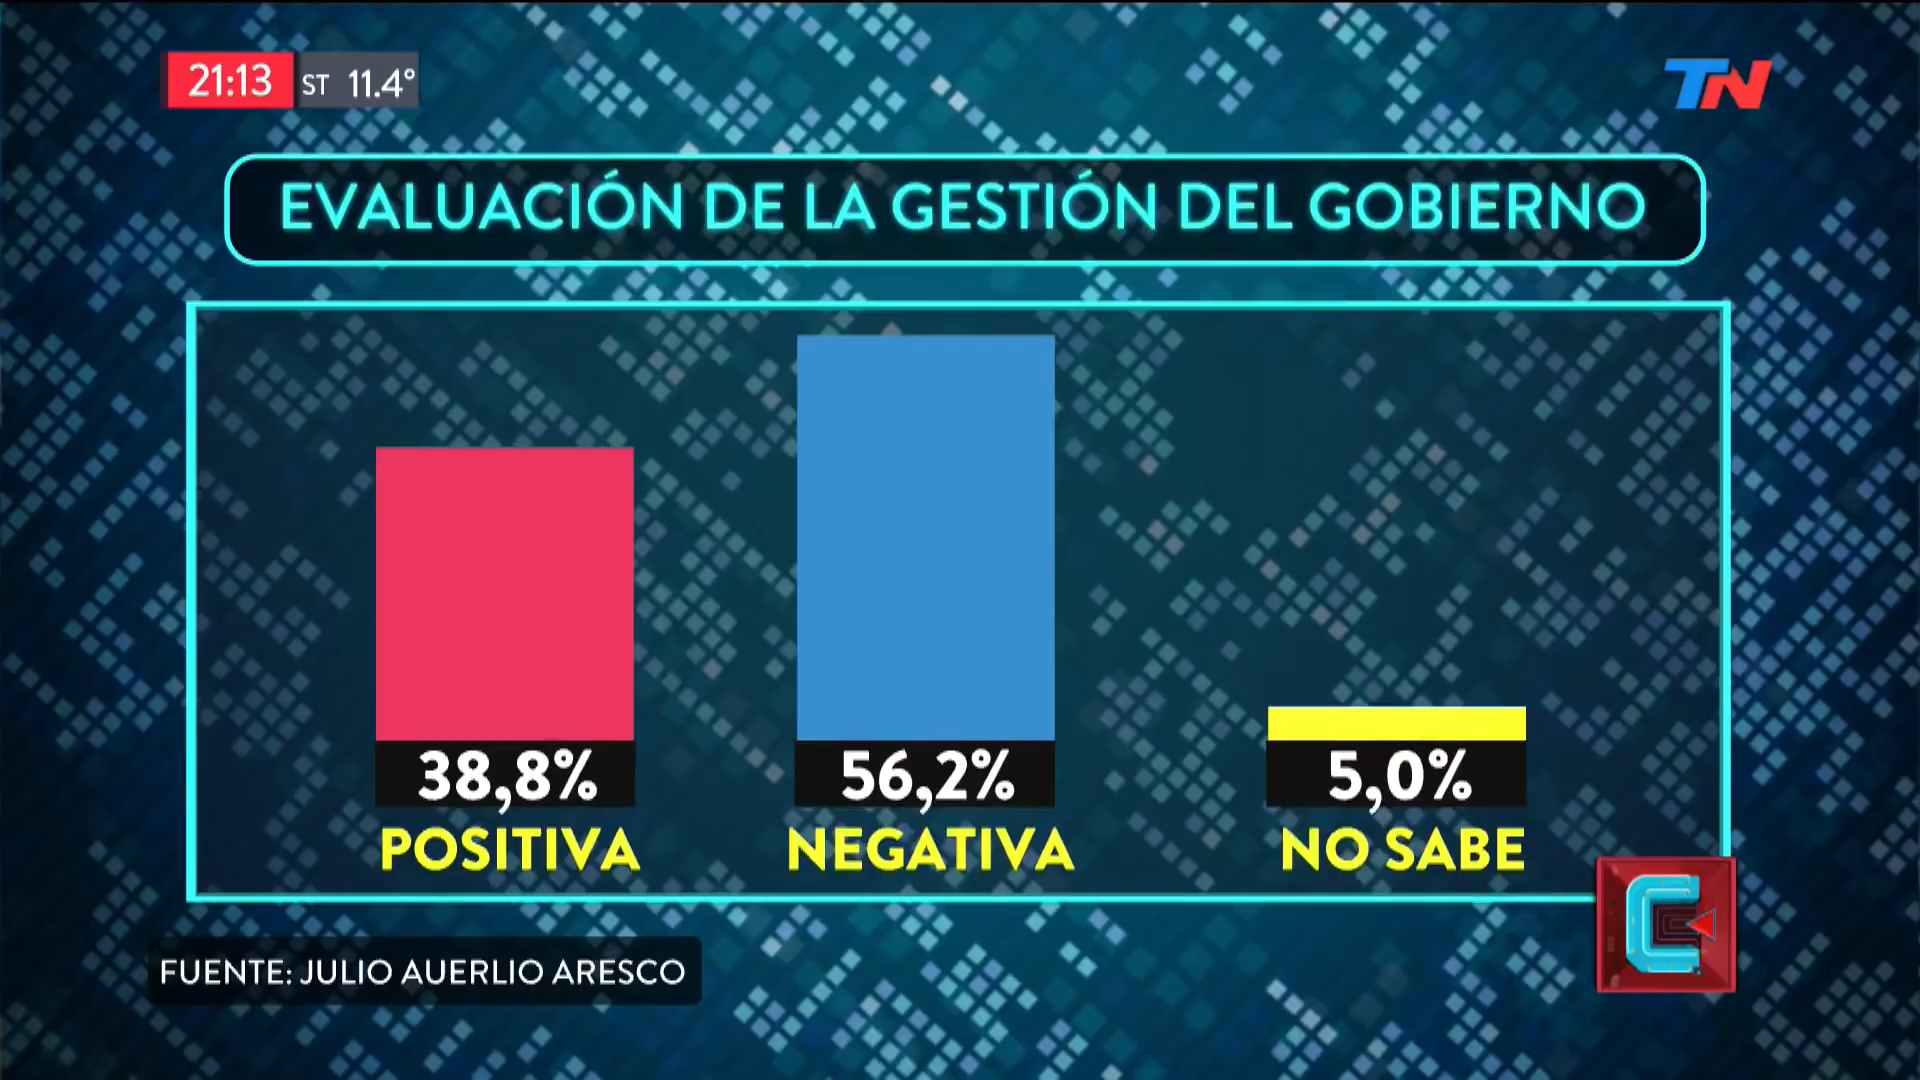 21:13 ST 11.4°
TN
EVALUACIÓN DE LA GESTIÓN DEL GOBIERNO
38,8% 56,2% 5,0%
POSITIVA NEGATIVA NO SABE
C
FUENTE: JULIO AUERLIO ARESCO